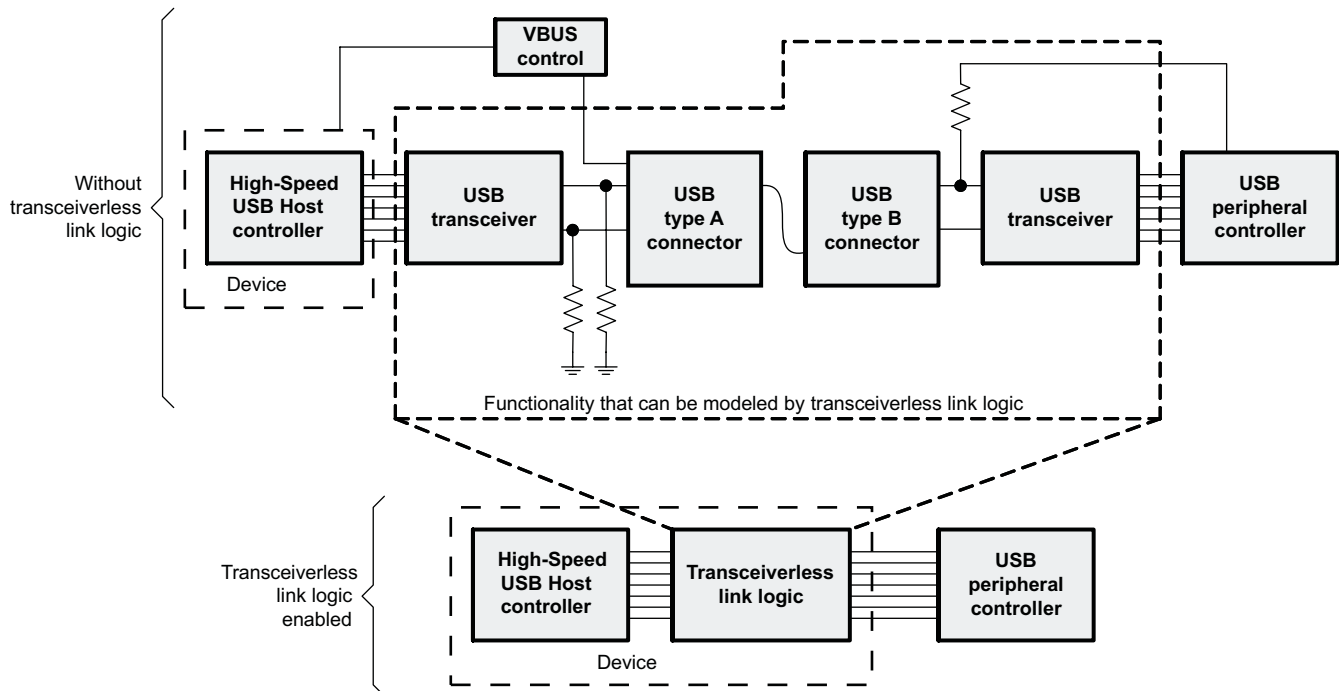 VBUS
control
Without
transceiverless
link logic
High-Speed
USB Host
controller
Device
USB
transceiver
USB
type A
connector
USB
type B
connector
USB
transceiver
USB
peripheral
controller
Functionality that can be modeled by transceiverless link logic
Transceiverless
link logic
enabled
High-Speed
USB Host
controller
Transceiverless
link logic
Device
USB
peripheral
controller